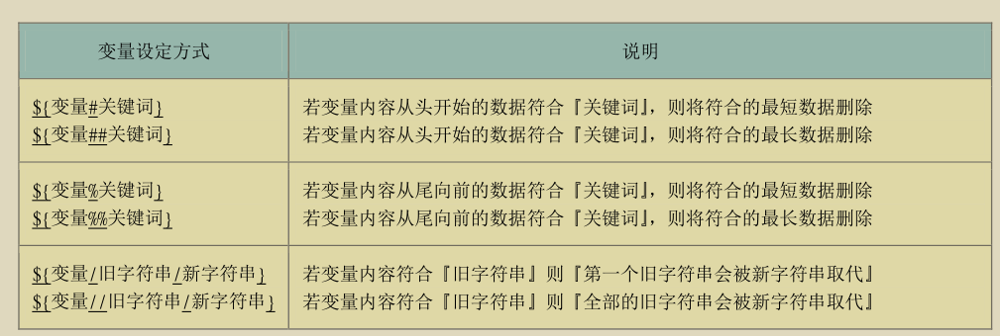 变量设定方式
说明
${变量#关键词}
若变量内容从头开始的数据符合『关键词』，则将符合的最短数据删除
${变量##关键词}
若变量内容从头开始的数据符合『关键词』，则将符合的最长数据删除
${变量%关键词}
若变量内容从尾向前的数据符合『关键词』，则将符合的最短数据删除
${变量%%关键词}
若变量内容从尾向前的数据符合『关键词』，则将符合的最长数据删除
${变量/旧字符串/新字符串}
若变量内容符合『旧字符串』则『第一个旧字符串会被新字符串取代』
${变量//旧字符串/新字符串}
若变量内容符合『旧字符串』则『全部的旧字符串会被新字符串取代』